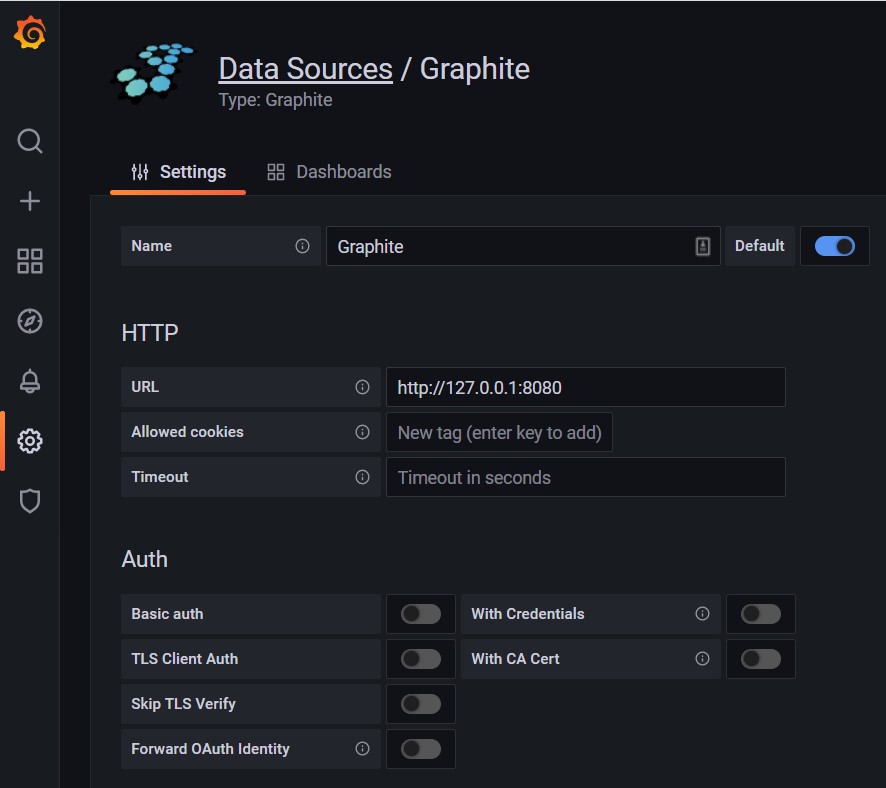 Data Sources / Graphite
Type: Graphite
Settings Dashboards
Name Graphite Default
HTTP
URL http://127.0.0.1:8080
Allowed cookies New tag (enter key to add)
Timeout Timeout in seconds
Auth
Basic auth With Credentials
TLS Client Auth With CA Cert
Skip TLS Verify
Forward OAuth Identity